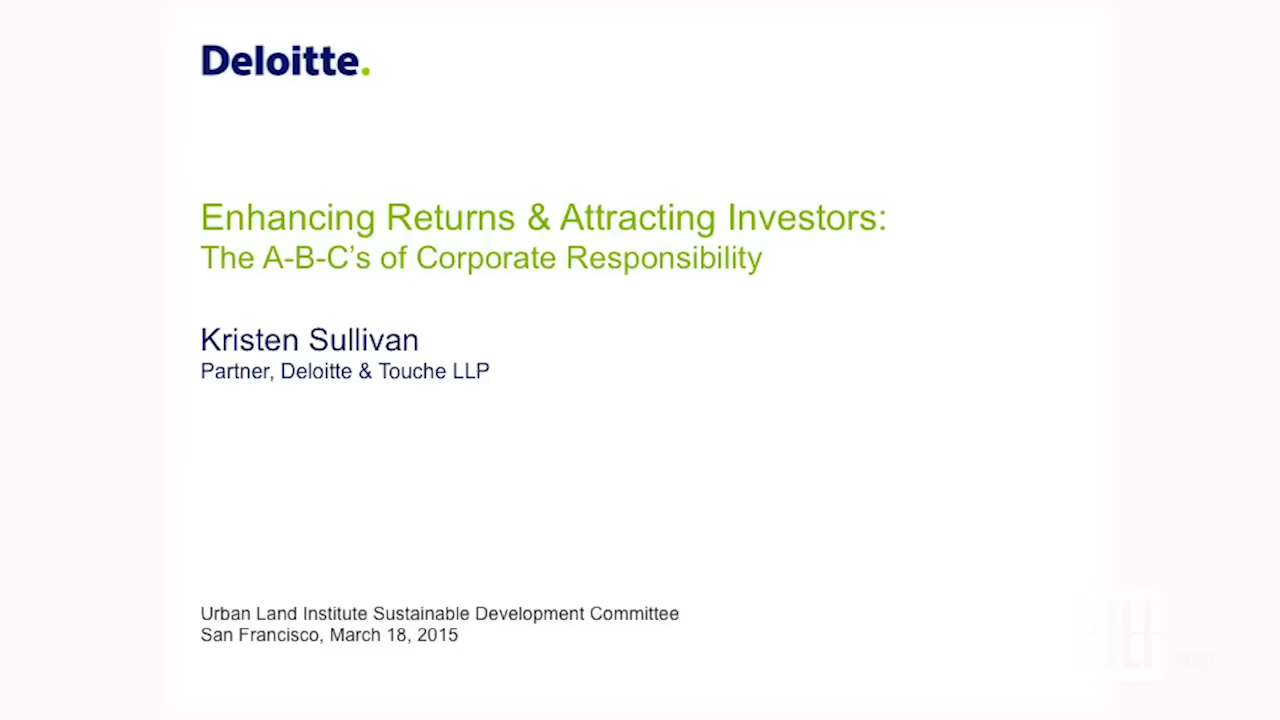 Deloitte.
Enhancing Returns & Attracting Investors:
The A-B-C’s of Corporate Responsibility
Kristen Sullivan
Partner, Deloitte & Touche LLP
Urban Land Institute Sustainable Development Committee
San Francisco, March 18, 2015